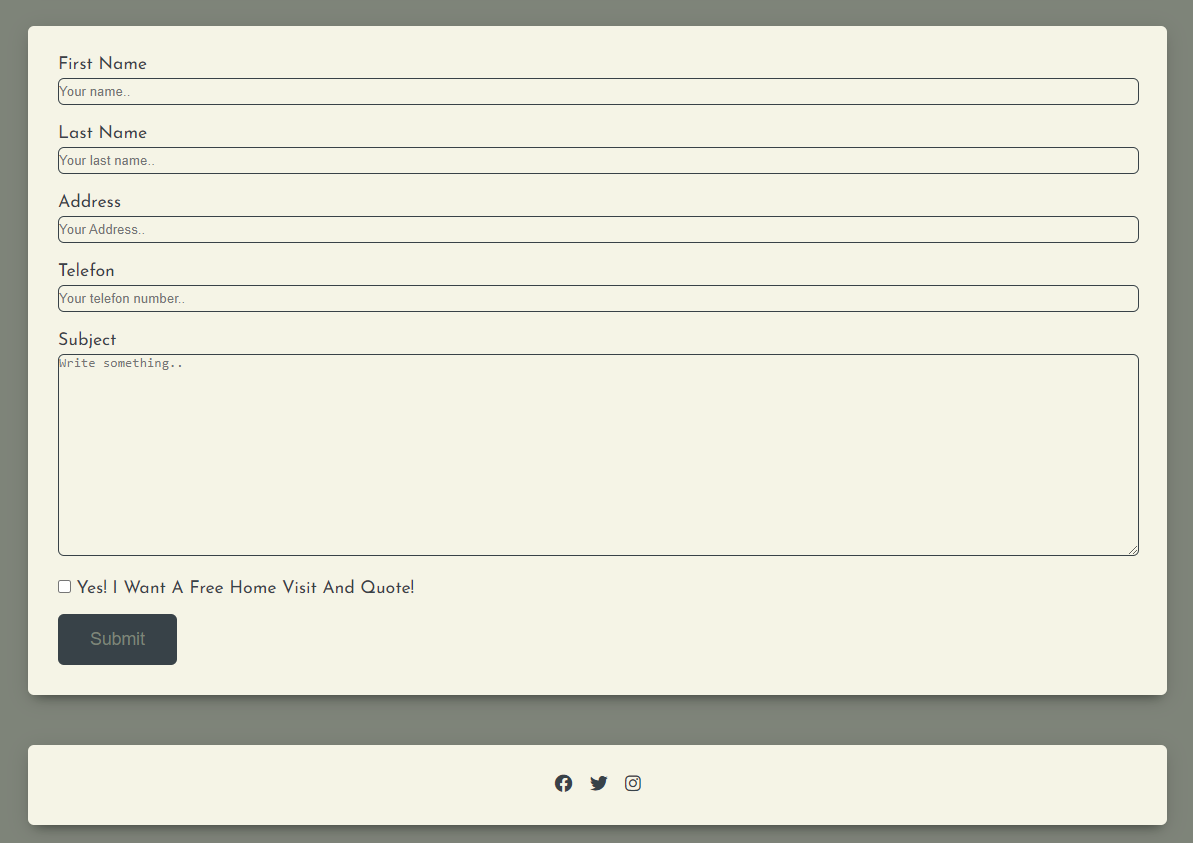 First Name
Your name..
Last Name
Your last name..
Address
Your Address..
Telefon
Your telefon number..
Subject
Write something..
Yes! I Want A Free Home Visit And Quote!
Submit